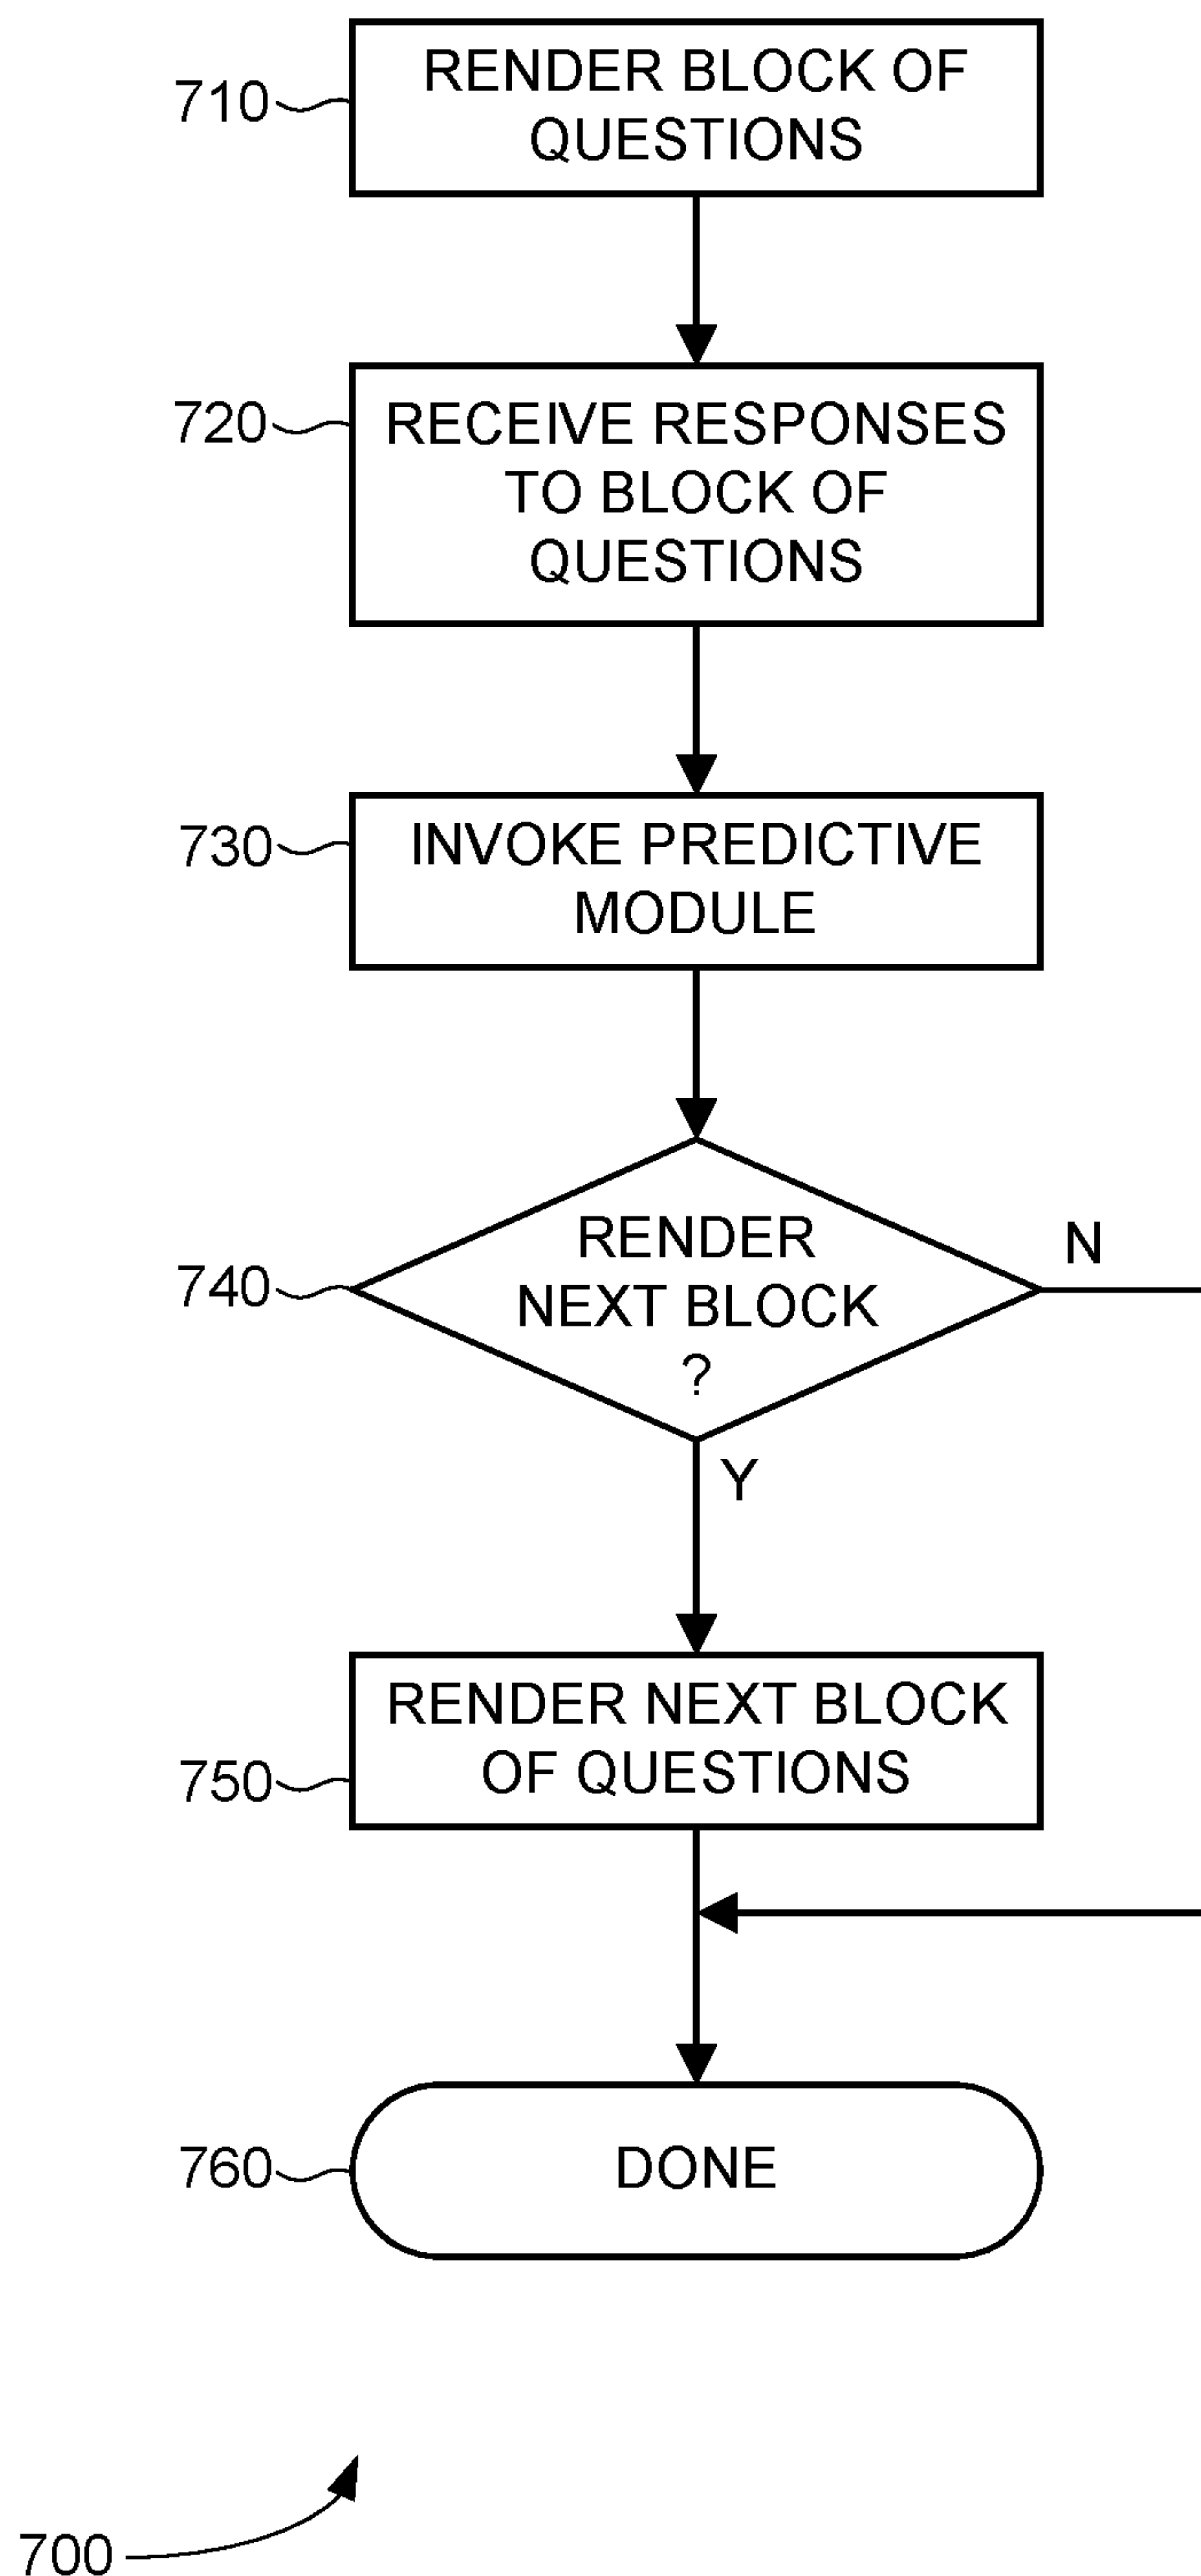 710
RENDER BLOCK OF
QUESTIONS
720
RECEIVE RESPONSES
TO BLOCK OF
QUESTIONS
730
INVOKE PREDICTIVE
MODULE
740
RENDER
NEXT BLOCK
?
N
Y
750
RENDER NEXT BLOCK
OF QUESTIONS
760
DONE
700